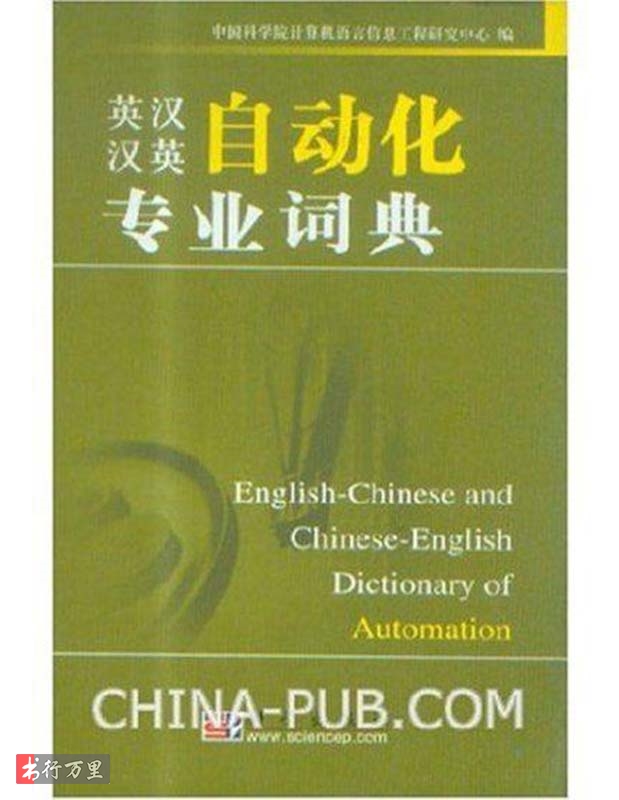 中国科学院计算机语言信息工程研究中心 编
英汉
汉英
自动化
专业词典
English-Chinese and
Chinese-English
Dictionary of
Automation
CHINA-PUB.COM
www.sciencep.com
书行万里